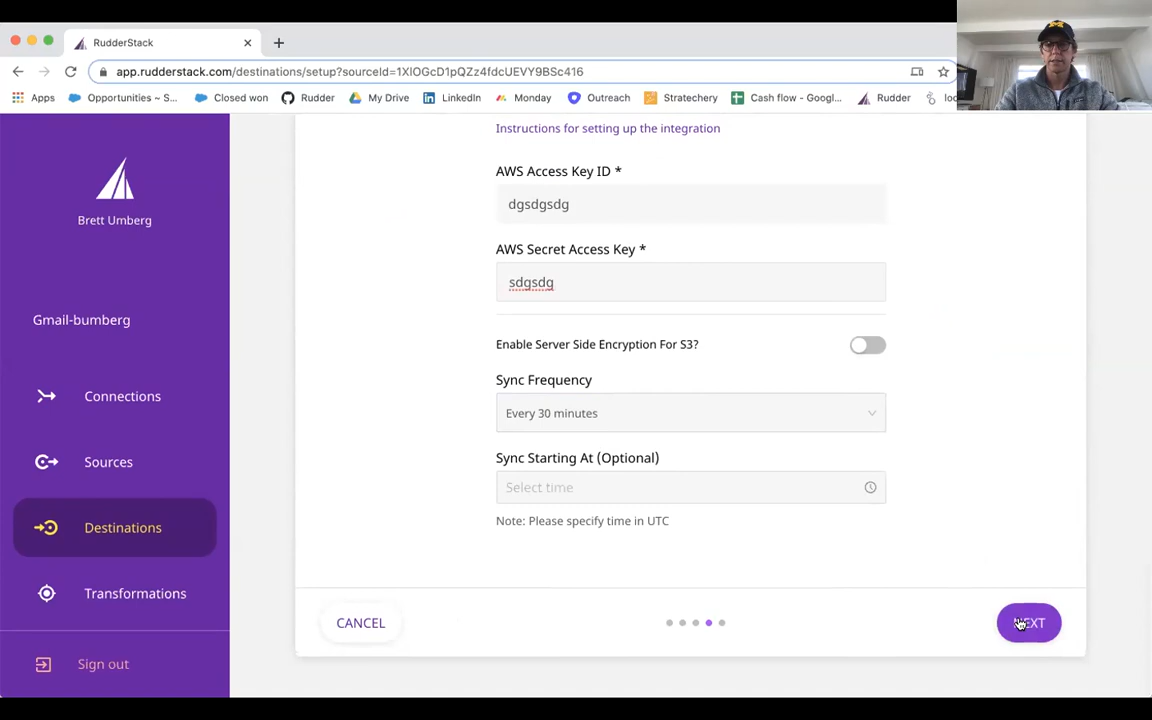 RudderStack
app.rudderstack.com/destinations/setup?sourceId=1XlOGcD1pQZz4fdcUEVY9BSc416
Apps
Opportunities ~ S...
Closed won
Rudder
My Drive
LinkedIn
Monday
Outreach
Stratechery
Cash flow - Googl...
Rudder
Instructions for setting up the integration
AWS Access Key ID *
dgsdgsdg
AWS Secret Access Key *
sdgsdg
Enable Server Side Encryption For S3?
Sync Frequency
Every 30 minutes
Sync Starting At (Optional)
Select time
Note: Please specify time in UTC
CANCEL
NEXT
Brett Umberg
Gmail-bumberg
Connections
Sources
Destinations
Transformations
Sign out